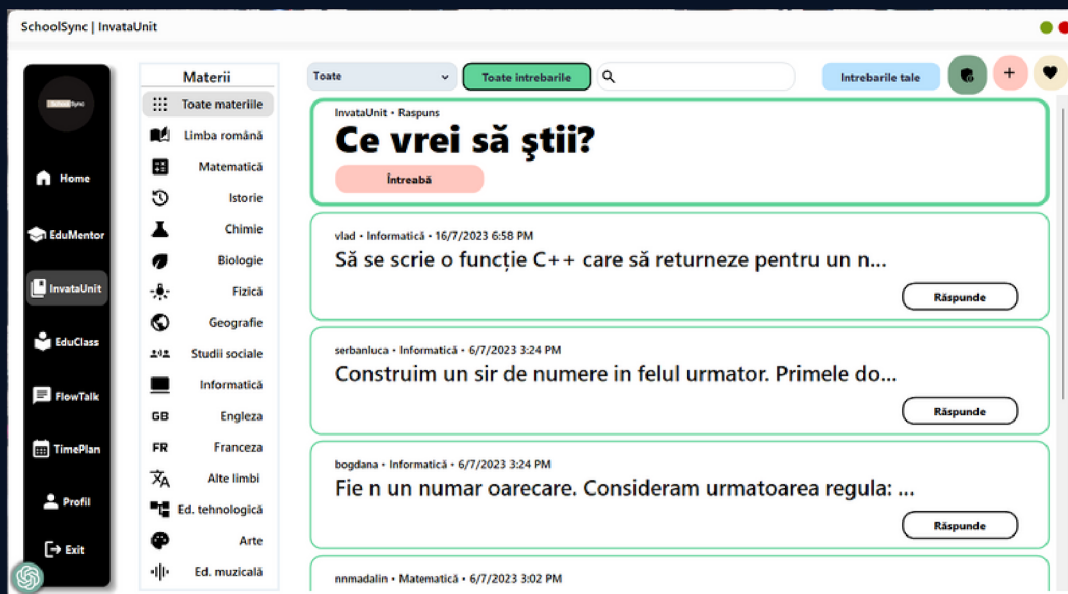 SchoolSync | InvataUnit
SchoolSync
Home
EduMentor
InvataUnit
EduClass
FlowTalk
TimePlan
Profil
Exit
Materii
Toate materiile
Limba română
Matematică
Istorie
Chimie
Biologie
Fizică
Geografie
Studii sociale
Informatică
GB Engleza
FR Franceza
Alte limbi
Ed. tehnologică
Arte
Ed. muzicală
Toate
Toate intrebarile
Intrebarile tale
InvataUnit • Raspuns
Ce vrei să ştii?
Întreabă
vlad • Informatică • 16/7/2023 6:58 PM
Să se scrie o funcție C++ care să returneze pentru un n...
Răspunde
serbanluca • Informatică • 6/7/2023 3:24 PM
Construim un sir de numere in felul urmator. Primele do...
Răspunde
bogdana • Informatică • 6/7/2023 3:24 PM
Fie n un numar oarecare. Consideram urmatoarea regula: ...
Răspunde
nnmadalin • Matematică • 6/7/2023 3:02 PM